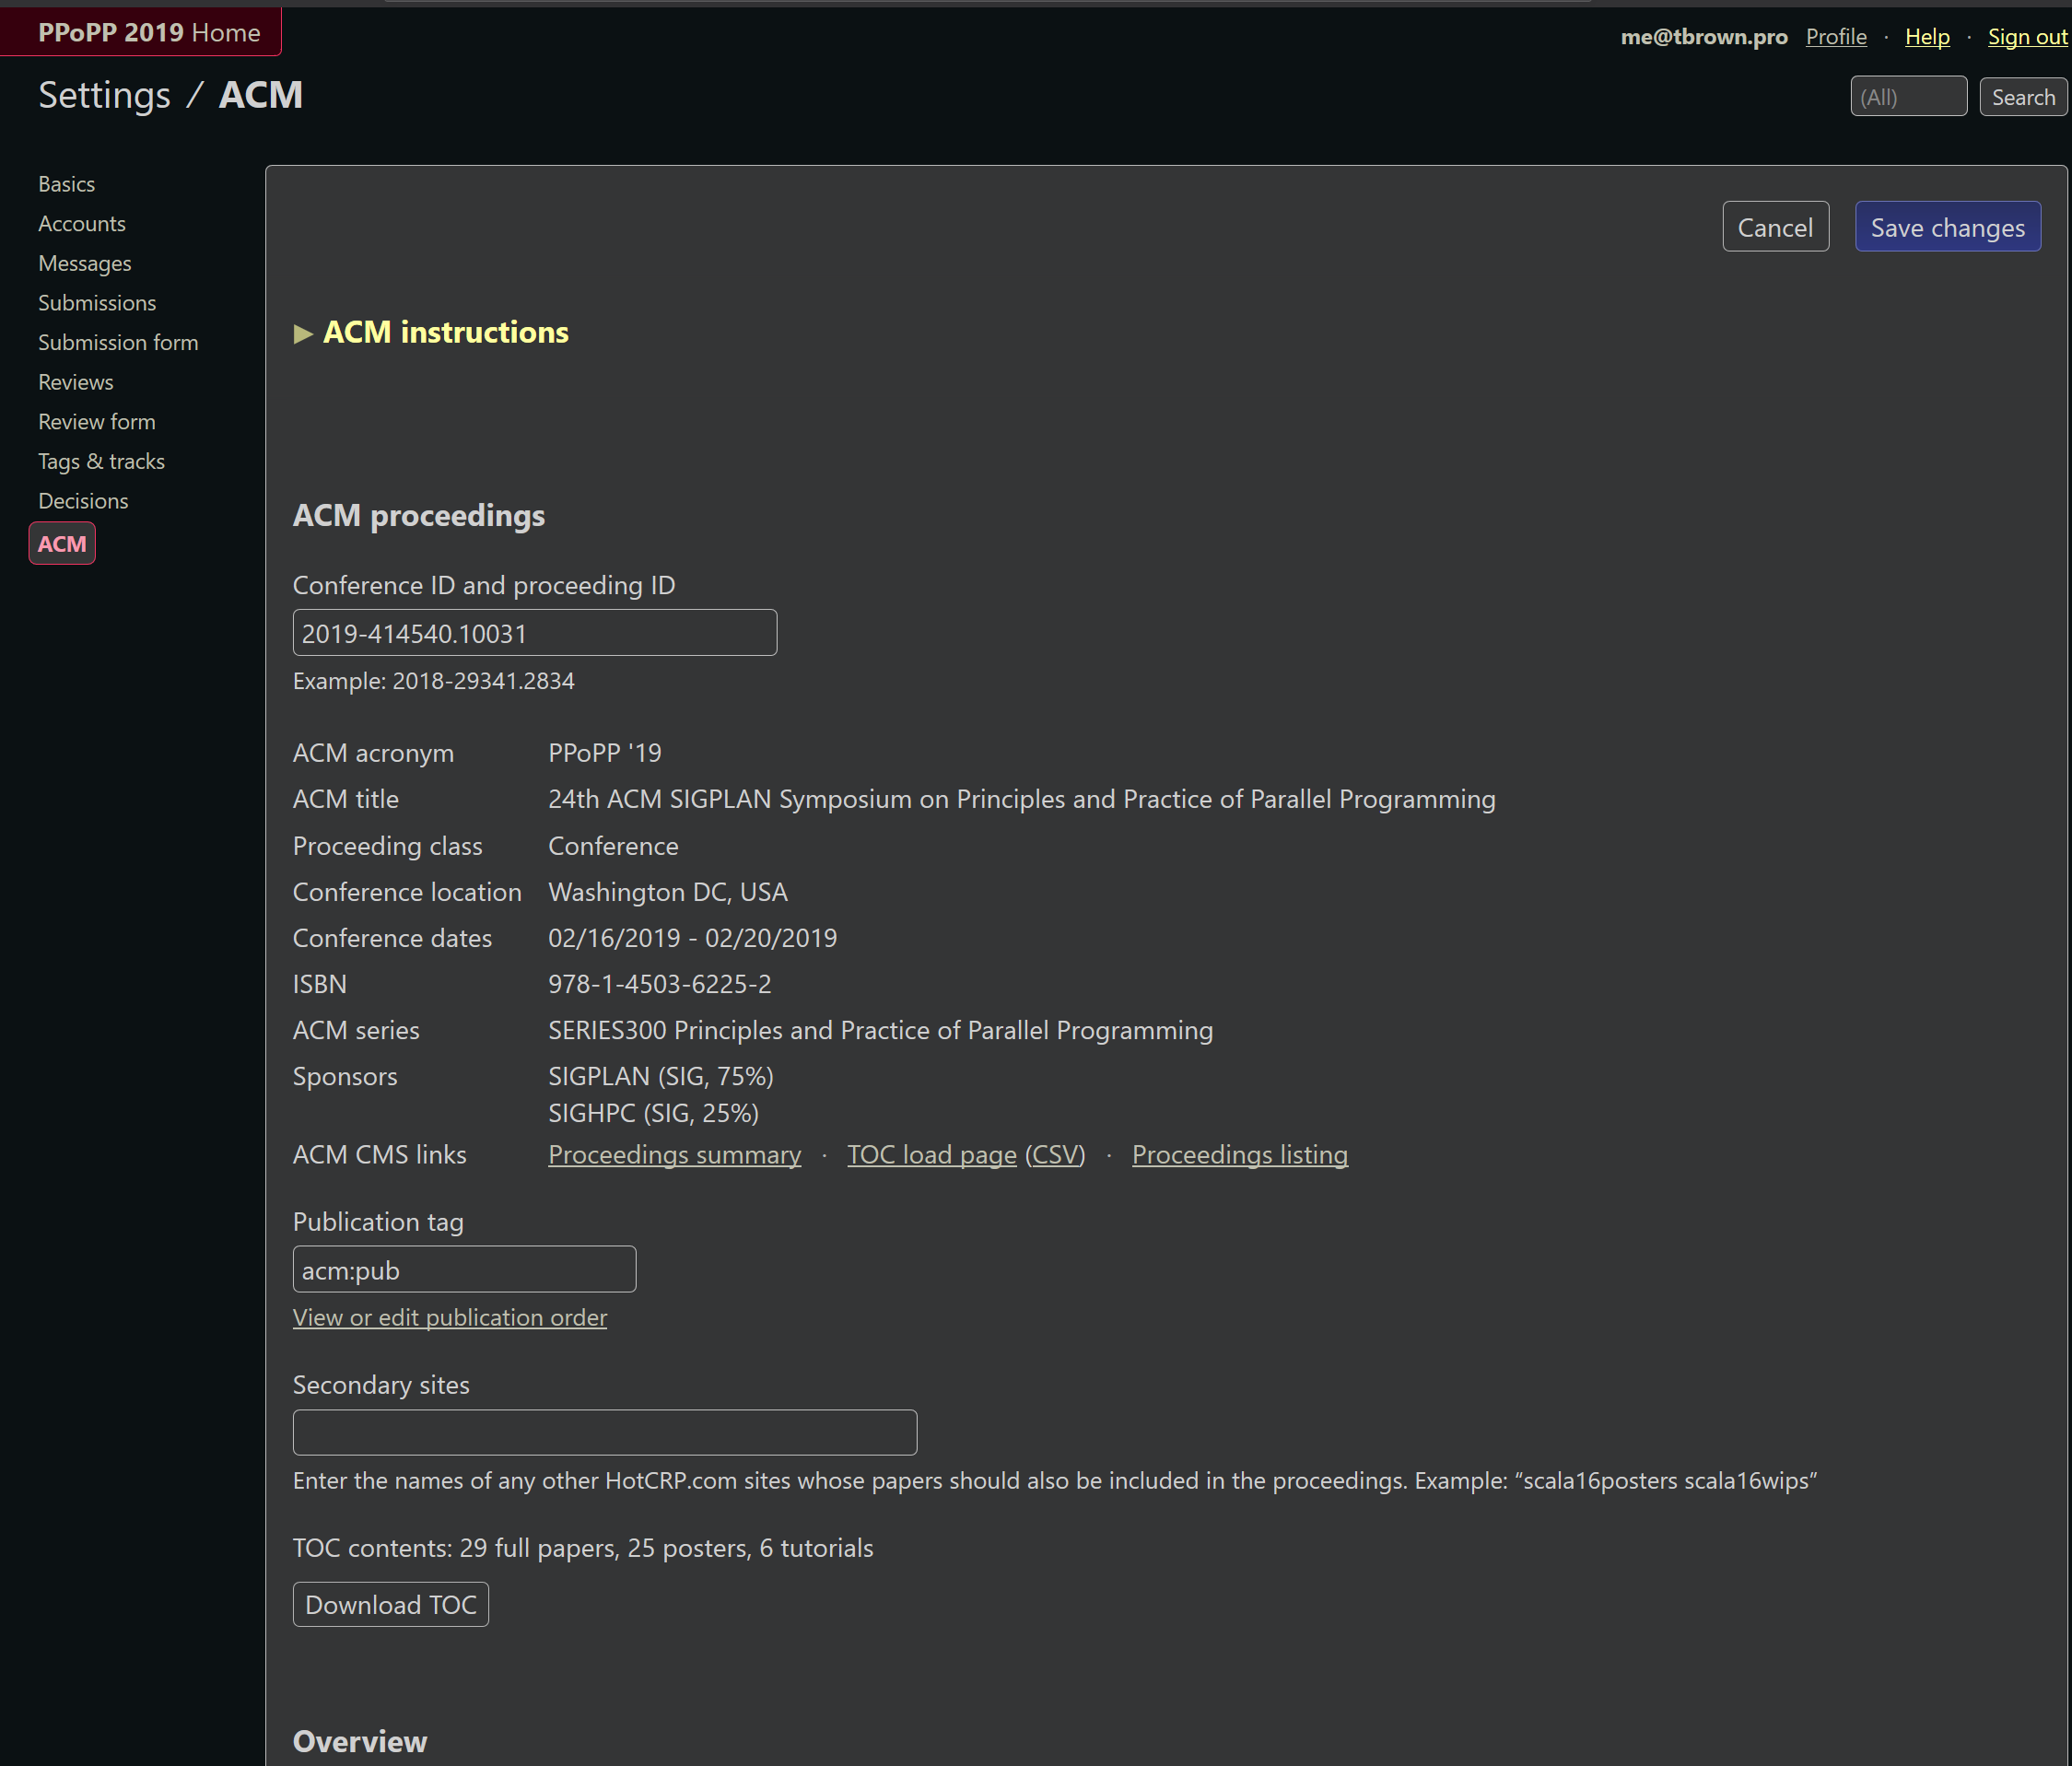 PPoPP 2019 Home
me@tbrown.pro Profile · Help · Sign out
Settings / ACM
(All) Search
Basics
Accounts
Messages
Submissions
Submission form
Reviews
Review form
Tags & tracks
Decisions
ACM
Cancel Save changes
▶ ACM instructions
ACM proceedings
Conference ID and proceeding ID
2019-414540.10031
Example: 2018-29341.2834
ACM acronym PPoPP '19
ACM title 24th ACM SIGPLAN Symposium on Principles and Practice of Parallel Programming
Proceeding class Conference
Conference location Washington DC, USA
Conference dates 02/16/2019 - 02/20/2019
ISBN 978-1-4503-6225-2
ACM series SERIES300 Principles and Practice of Parallel Programming
Sponsors SIGPLAN (SIG, 75%)
SIGHPC (SIG, 25%)
ACM CMS links Proceedings summary · TOC load page (CSV) · Proceedings listing
Publication tag
acm:pub
View or edit publication order
Secondary sites
Enter the names of any other HotCRP.com sites whose papers should also be included in the proceedings. Example: “scala16posters scala16wips”
TOC contents: 29 full papers, 25 posters, 6 tutorials
Download TOC
Overview